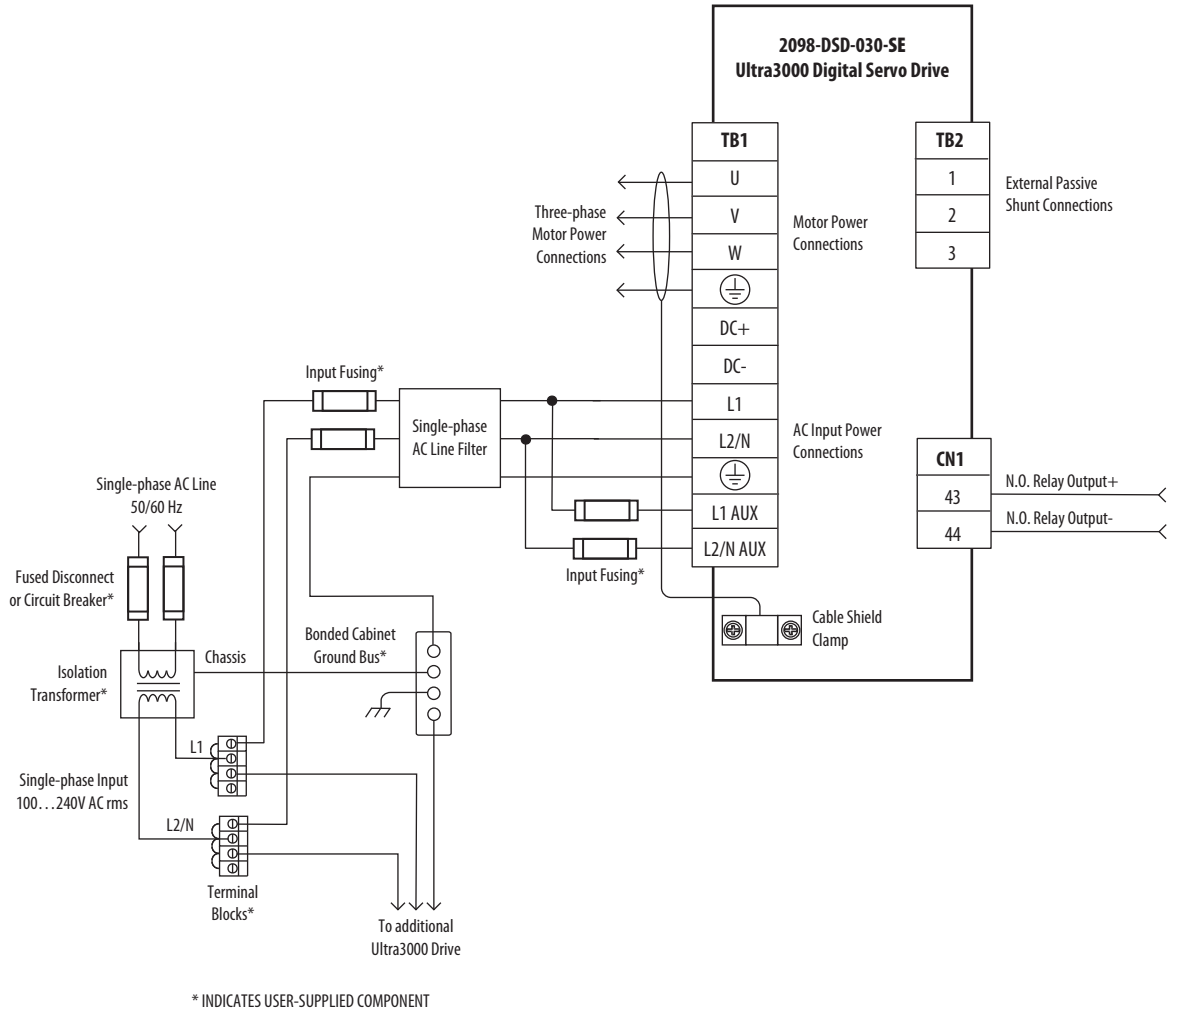 2098-DSD-030-SE
Ultra3000 Digital Servo Drive
TB1
U
V
W
DC+
DC-
L1
L2/N
L1 AUX
L2/N AUX
TB2
1
2
3
External Passive
Shunt Connections
Three-phase
Motor Power
Connections
Motor Power
Connections
Input Fusing*
Single-phase
AC Line Filter
AC Input Power
Connections
CN1
43
44
N.O. Relay Output+
N.O. Relay Output-
Single-phase AC Line
50/60 Hz
Input Fusing*
Fused Disconnect
or Circuit Breaker*
Cable Shield
Clamp
Bonded Cabinet
Ground Bus*
Chassis
Isolation
Transformer*
L1
Single-phase Input
100...240V AC rms
L2/N
Terminal
Blocks*
To additional
Ultra3000 Drive
* INDICATES USER-SUPPLIED COMPONENT